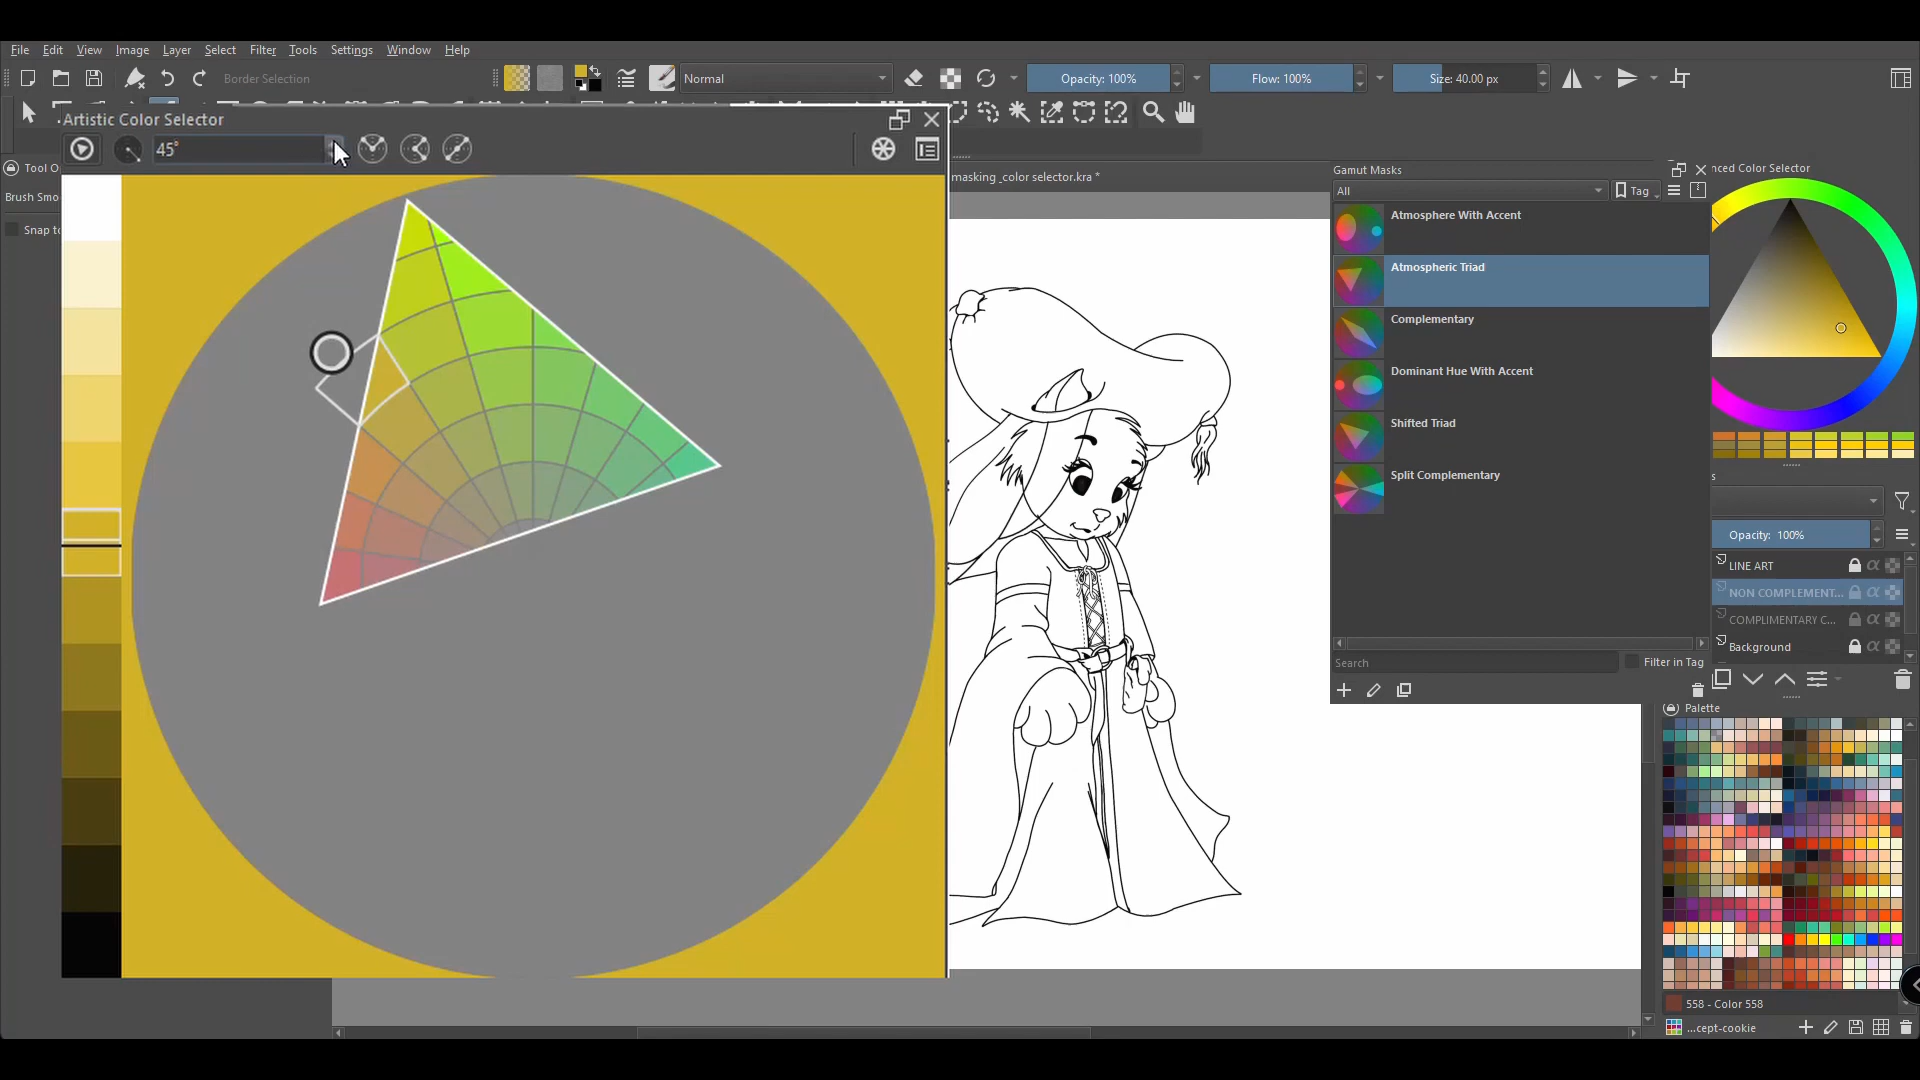 File Edit View Image Layer Select Filter Tools Settings Window Help
Border Selection
Normal
Opacity: 100%
Flow: 100%
Size: 40.00 px
Artistic Color Selector
45°
Tool O
Brush Smo
Snap to
masking _color selector.kra *
Gamut Masks
All
Tag
Atmosphere With Accent
Atmospheric Triad
Complementary
Dominant Hue With Accent
Shifted Triad
Split Complementary
Search
Filter in Tag
nced Color Selector
s
Opacity: 100%
LINE ART
NON COMPLEMENT...
COMPLIMENTARY C...
Background
Palette
558 - Color 558
...cept-cookie